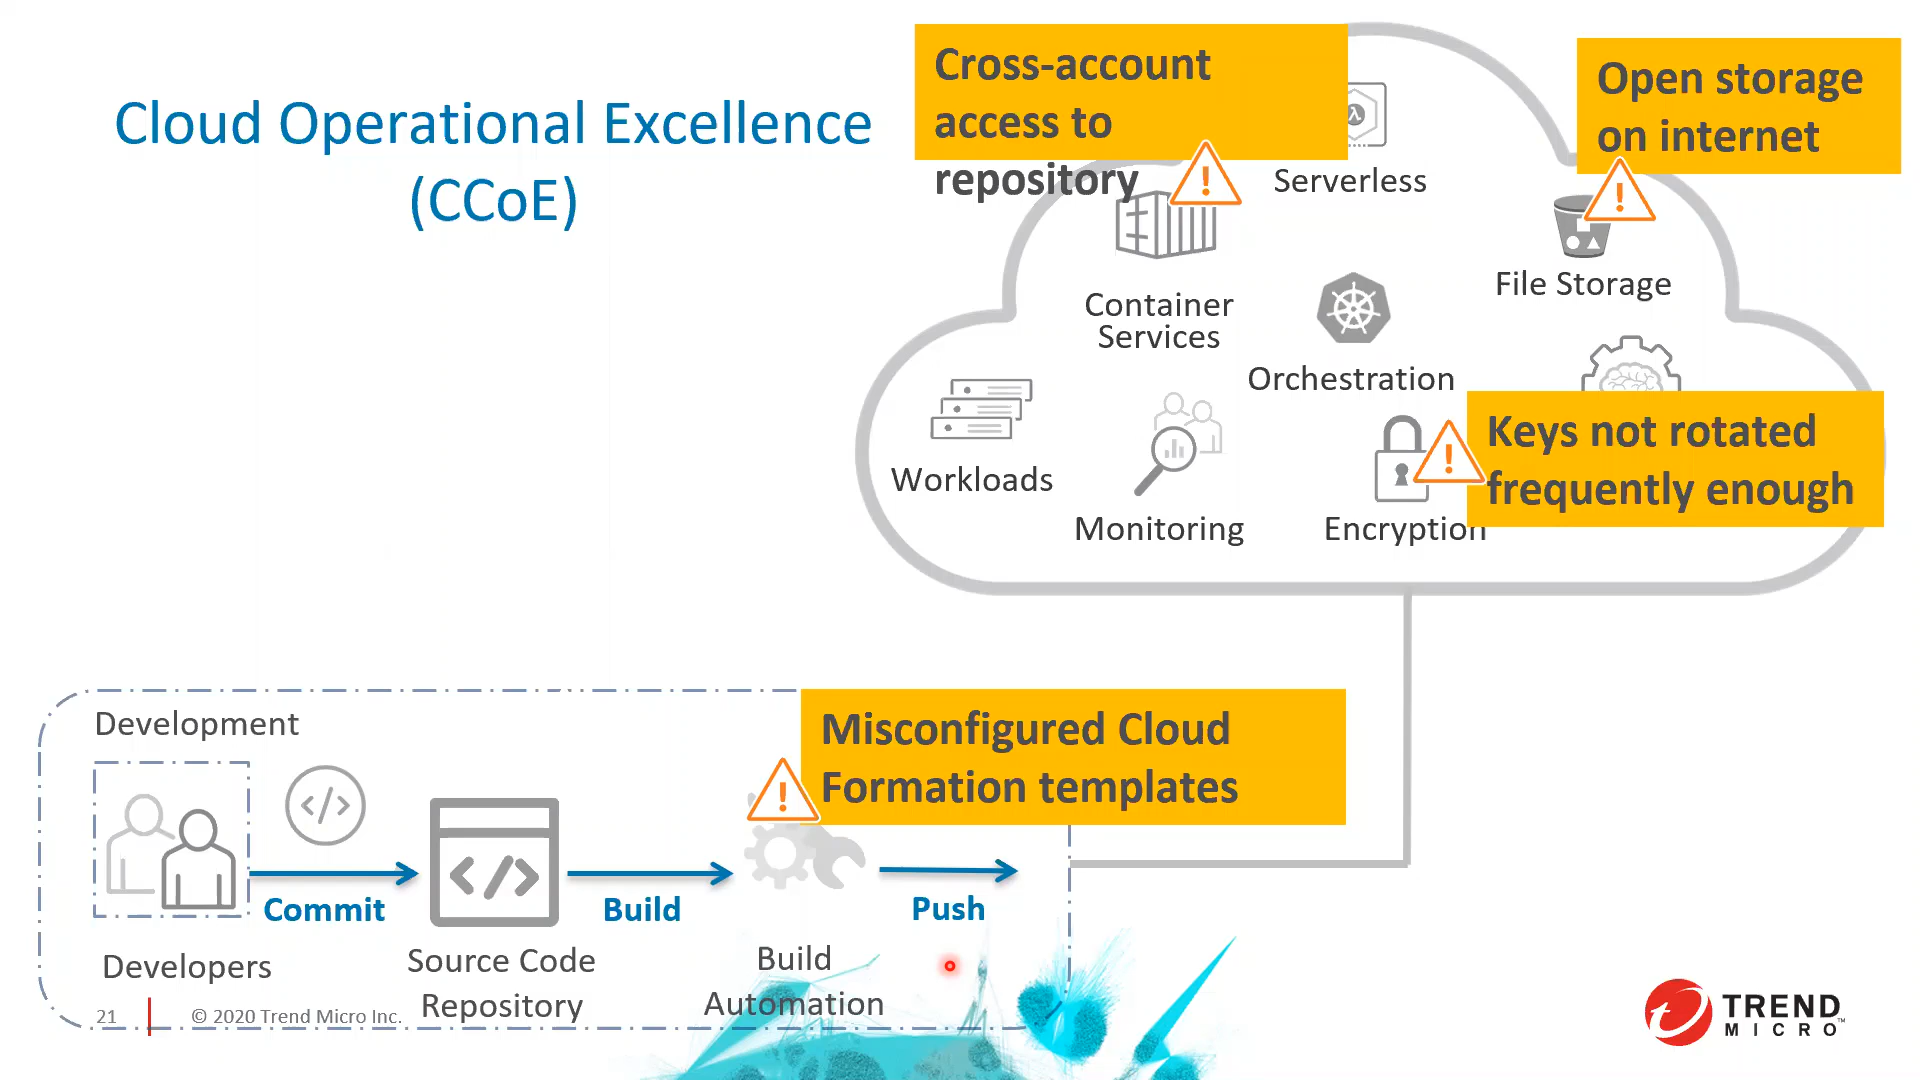 Cloud Operational Excellence
(CCoE)
Cross-account
access to
repository
Open storage
on internet
Serverless
File Storage
Container
Services
Orchestration
Keys not rotated
frequently enough
Workloads
Monitoring
Encryption
Development
Misconfigured Cloud
Formation templates
Commit
Build
Push
Developers
Source Code
Repository
Build
Automation
21
© 2020 Trend Micro Inc.
TREND
MICRO™